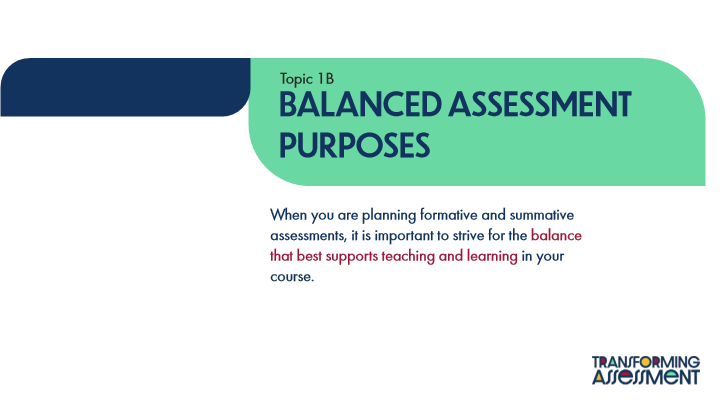 Topic 1B
BALANCED ASSESSMENT
PURPOSES
When you are planning formative and summative
assessments, it is important to strive for the balance
that best supports teaching and learning in your
course.
TRANSFORMING
ASSESSMENT